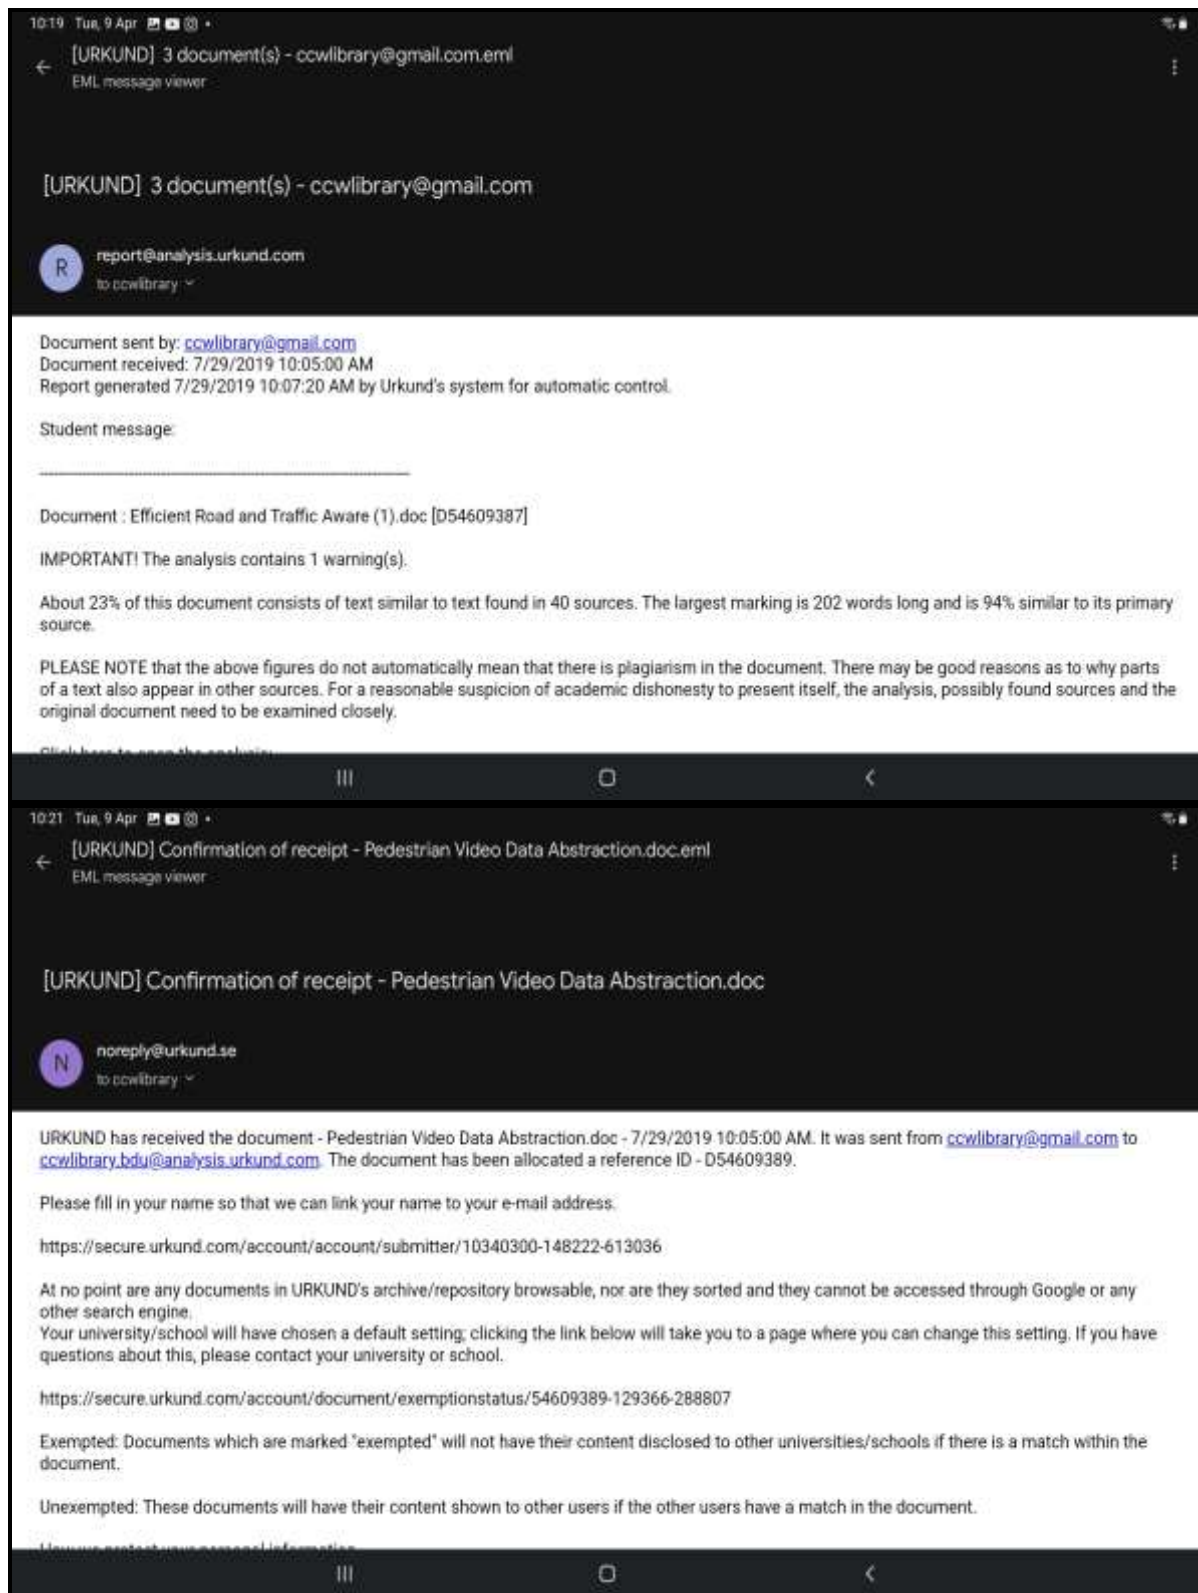 10:19 Tue, 9 Apr
[URKUND] 3 document(s) - ccwlibrary@gmail.com.eml
EML message viewer
[URKUND] 3 document(s) - ccwlibrary@gmail.com
R
report@analysis.urkund.com
to ccwlibrary
Document sent by: ccwlibrary@gmail.com
Document received: 7/29/2019 10:05:00 AM
Report generated 7/29/2019 10:07:20 AM by Urkund's system for automatic control.
Student message:
Document : Efficient Road and Traffic Aware (1).doc [D54609387]
IMPORTANT! The analysis contains 1 warning(s).
About 23% of this document consists of text similar to text found in 40 sources. The largest marking is 202 words long and is 94% similar to its primary
source.
PLEASE NOTE that the above figures do not automatically mean that there is plagiarism in the document. There may be good reasons as to why parts
of a text also appear in other sources. For a reasonable suspicion of academic dishonesty to present itself, the analysis, possibly found sources and the
original document need to be examined closely.
Click here to open the analysis:
10:21 Tue, 9 Apr
[URKUND] Confirmation of receipt - Pedestrian Video Data Abstraction.doc.eml
EML message viewer
[URKUND] Confirmation of receipt - Pedestrian Video Data Abstraction.doc
N
noreply@urkund.se
to ccwlibrary
URKUND has received the document - Pedestrian Video Data Abstraction.doc - 7/29/2019 10:05:00 AM. It was sent from ccwlibrary@gmail.com to
ccwlibrary.bdu@analysis.urkund.com. The document has been allocated a reference ID - D54609389.
Please fill in your name so that we can link your name to your e-mail address.
https://secure.urkund.com/account/account/submitter/10340300-148222-613036
At no point are any documents in URKUND's archive/repository browsable, nor are they sorted and they cannot be accessed through Google or any
other search engine.
Your university/school will have chosen a default setting; clicking the link below will take you to a page where you can change this setting. If you have
questions about this, please contact your university or school.
https://secure.urkund.com/account/document/exemptionstatus/54609389-129366-288807
Exempted: Documents which are marked "exempted" will not have their content disclosed to other universities/schools if there is a match within the
document.
Unexempted: These documents will have their content shown to other users if the other users have a match in the document.
How we protect your personal information